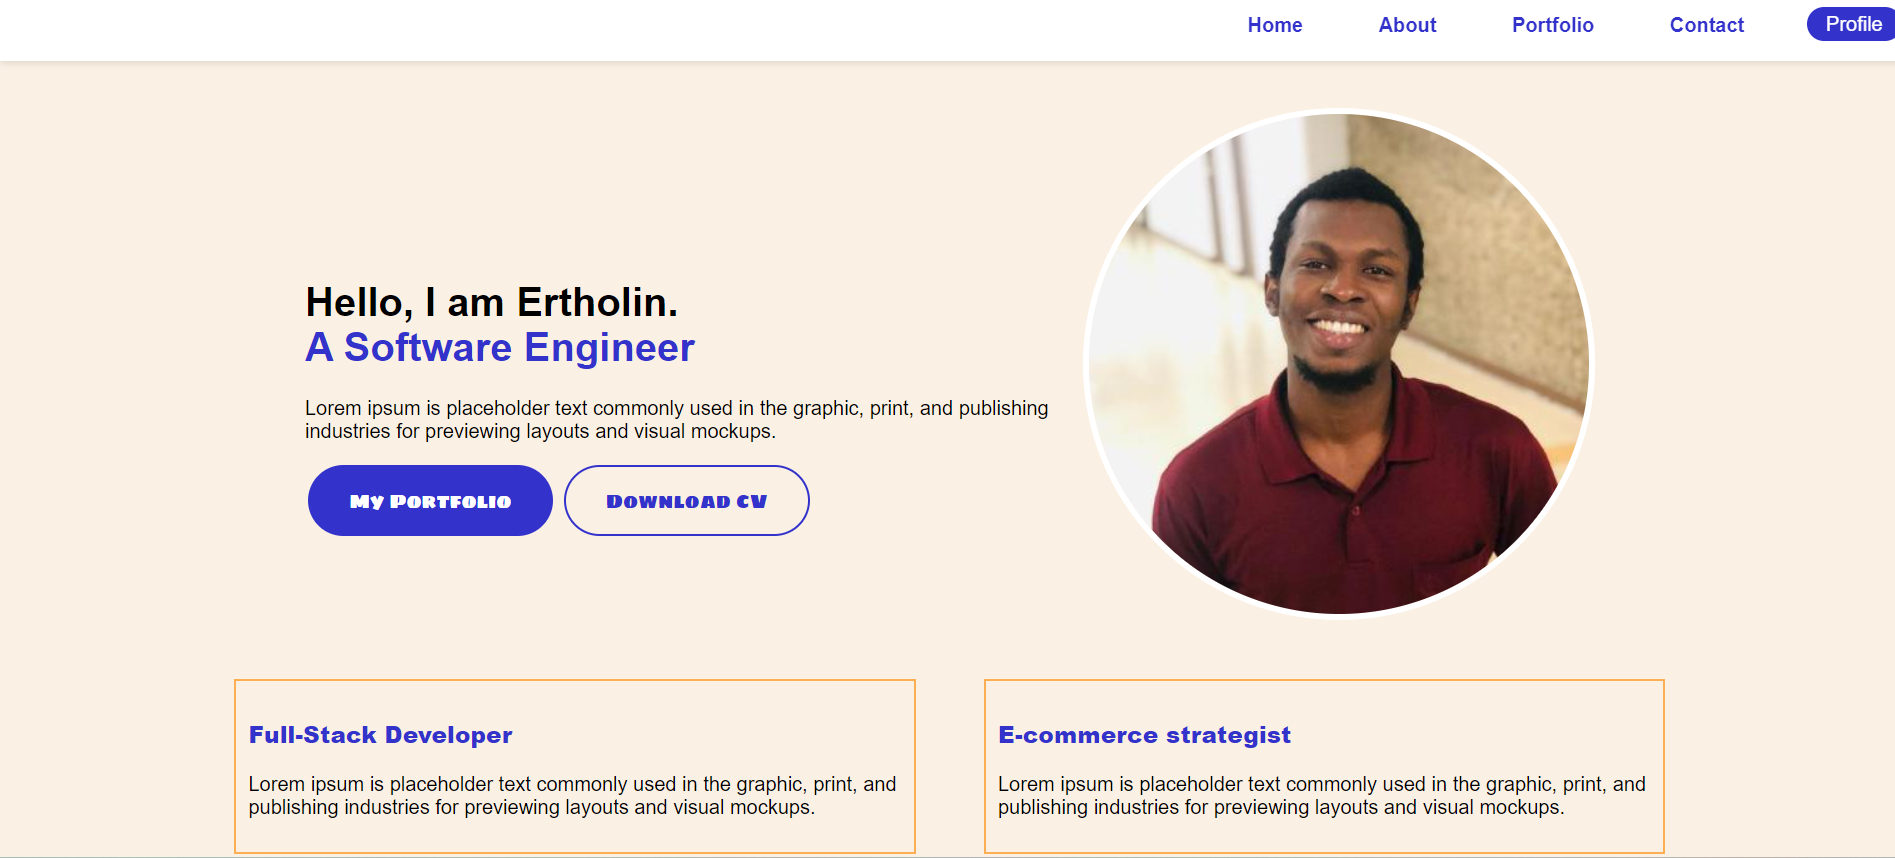 Home About Portfolio Contact Profile
Hello, I am Ertholin.
A Software Engineer
Lorem ipsum is placeholder text commonly used in the graphic, print, and publishing
industries for previewing layouts and visual mockups.
My Portfolio Download CV
Full-Stack Developer
Lorem ipsum is placeholder text commonly used in the graphic, print, and
publishing industries for previewing layouts and visual mockups.
E-commerce strategist
Lorem ipsum is placeholder text commonly used in the graphic, print, and
publishing industries for previewing layouts and visual mockups.